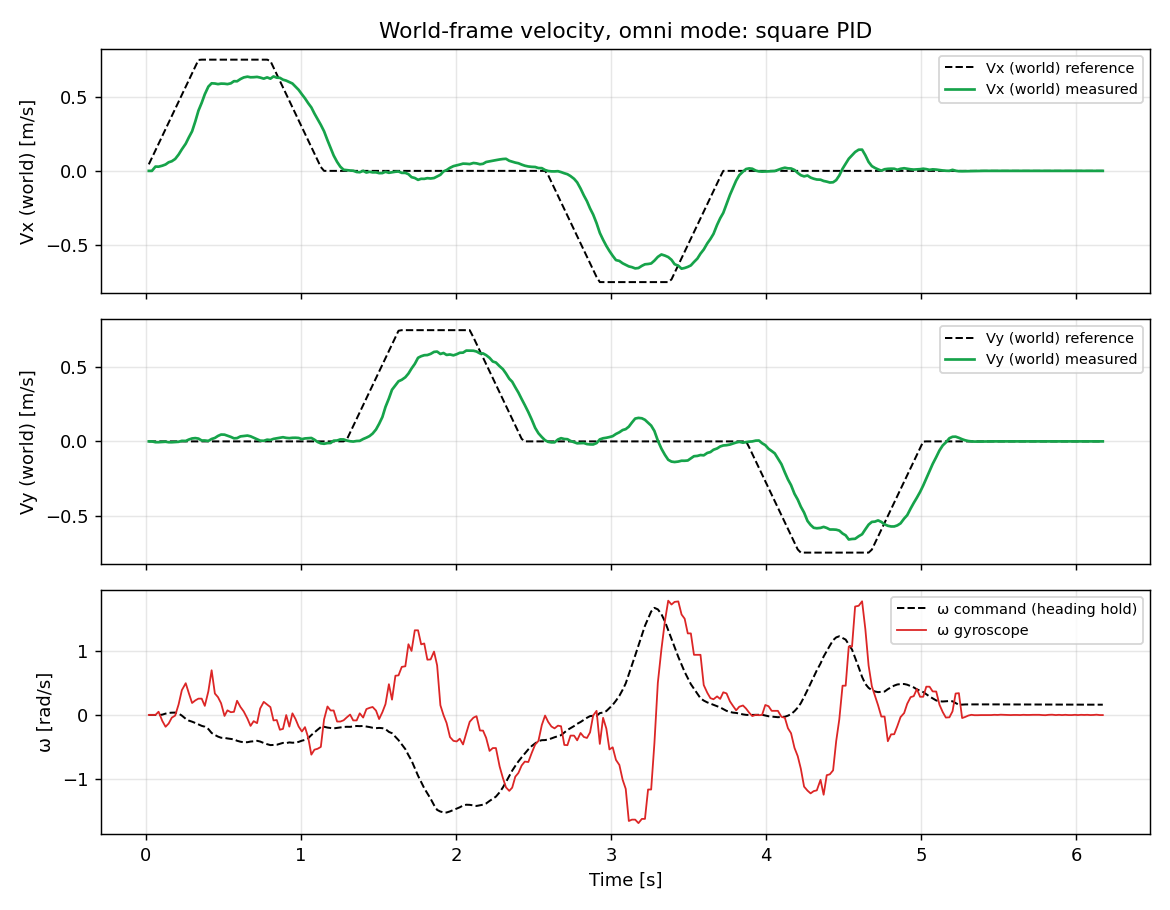 World-frame velocity, omni mode: square PID
Vx (world) [m/s]
0.5
0.0
−0.5
Vx (world) reference
Vx (world) measured
Vy (world) [m/s]
0.5
0.0
−0.5
Vy (world) reference
Vy (world) measured
ω [rad/s]
1
0
−1
ω command (heading hold)
ω gyroscope
0 1 2 3 4 5 6
Time [s]